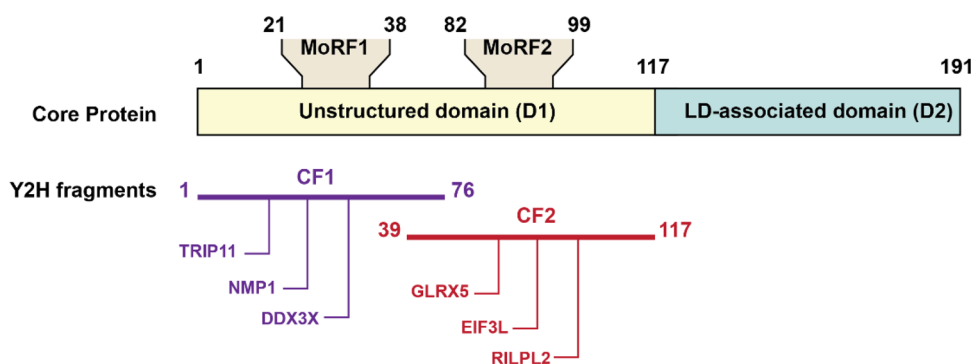 21 38 82 99
MoRF1 MoRF2
1 117 191
Core Protein Unstructured domain (D1) LD-associated domain (D2)
Y2H fragments 1 CF1 76
39 CF2 117
TRIP11
NMP1
GLRX5
DDX3X
EIF3L
RILPL2